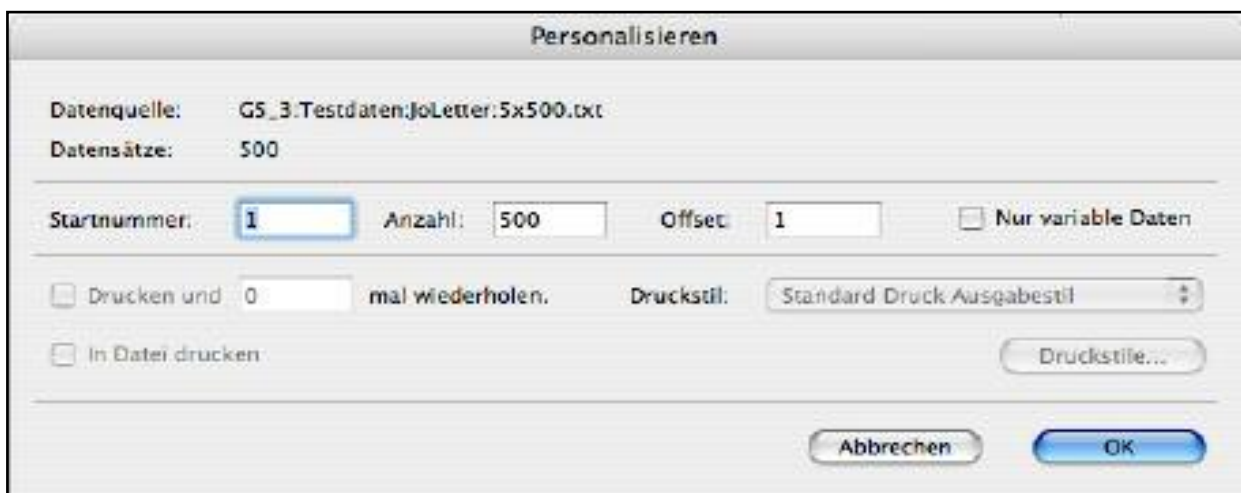 Personalisieren
Datenquelle: G5_3:Testdaten:JoLetter:5x500.txt
Datensätze: 500
Startnummer: 1 Anzahl: 500 Offset: 1 Nur variable Daten
Drucken und 0 mal wiederholen. Druckstil: Standard Druck Ausgabestil
In Datei drucken Druckstile...
Abbrechen OK